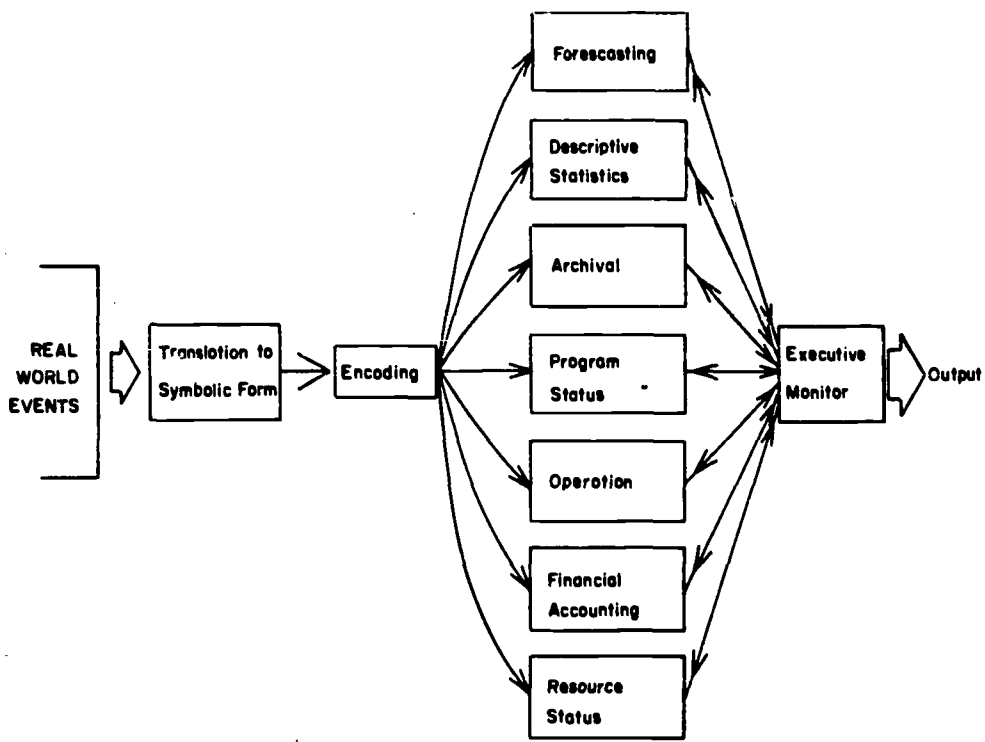 REAL
WORLD
EVENTS
Translation to
Symbolic Form
Encoding
Forescasting
Descriptive
Statistics
Archival
Program
Status
Operation
Financial
Accounting
Resource
Status
Executive
Monitor
Output